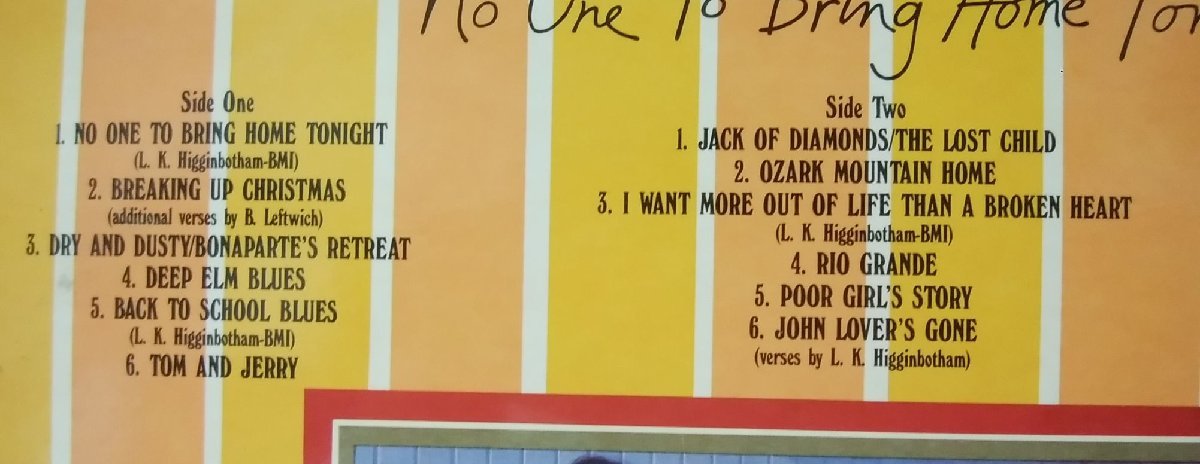 No One To Bring Home
Side One
1. NO ONE TO BRING HOME TONIGHT
(L. K. Higginbotham-BMI)
2. BREAKING UP CHRISTMAS
(additional verses by B. Leftwich)
3. DRY AND DUSTY/BONAPARTE'S RETREAT
4. DEEP ELM BLUES
5. BACK TO SCHOOL BLUES
(L. K. Higginbotham-BMI)
6. TOM AND JERRY
Side Two
1. JACK OF DIAMONDS/THE LOST CHILD
2. OZARK MOUNTAIN HOME
3. I WANT MORE OUT OF LIFE THAN A BROKEN HEART
(L. K. Higginbotham-BMI)
4. RIO GRANDE
5. POOR GIRL'S STORY
6. JOHN LOVER'S GONE
(verses by L. K. Higginbotham)